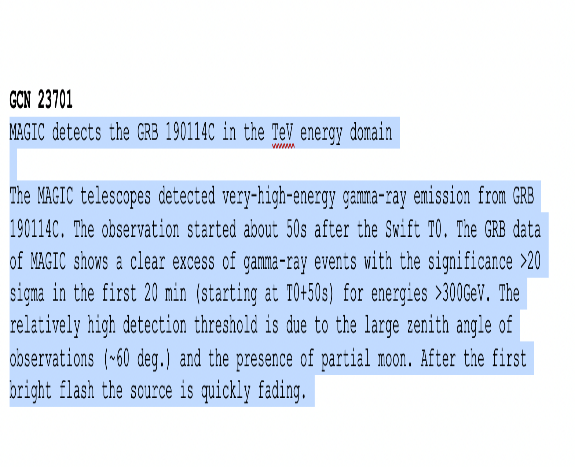 GCN 23701
MAGIC detects the GRB 190114C in the TeV energy domain
The MAGIC telescopes detected very-high-energy gamma-ray emission from GRB
190114C. The observation started about 50s after the Swift T0. The GRB data
of MAGIC shows a clear excess of gamma-ray events with the significance >20
sigma in the first 20 min (starting at T0+50s) for energies >300GeV. The
relatively high detection threshold is due to the large zenith angle of
observations (~60 deg.) and the presence of partial moon. After the first
bright flash the source is quickly fading.